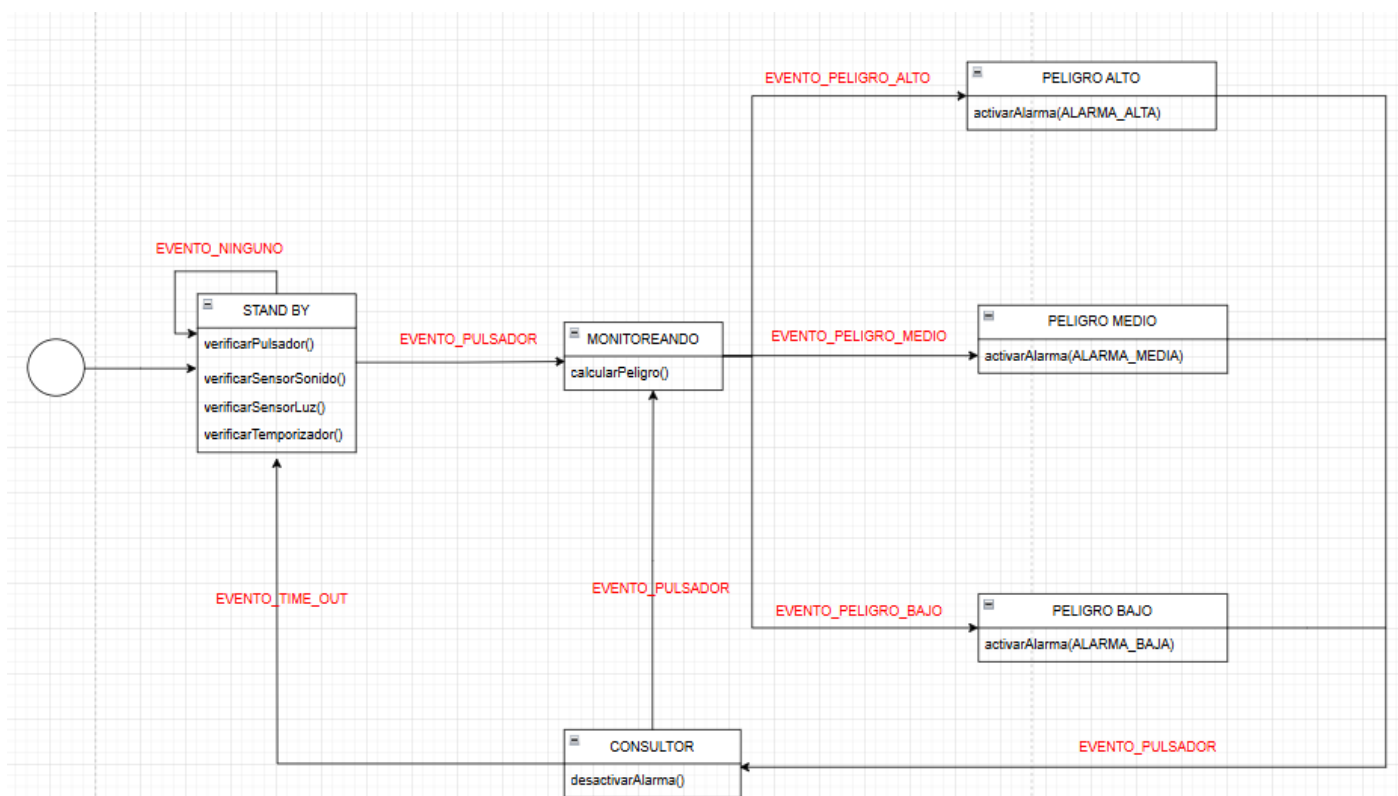 EVENTO_PELIGRO_ALTO
PELIGRO ALTO
activarAlarma(ALARMA_ALTA)
EVENTO_NINGUNO
STAND BY
verificarPulsador()
verificarSensorSonido()
verificarSensorLuz()
verificarTemporizador()
EVENTO_PULSADOR
MONITOREANDO
calcularPeligro()
EVENTO_PELIGRO_MEDIO
PELIGRO MEDIO
activarAlarma(ALARMA_MEDIA)
EVENTO_TIME_OUT
EVENTO_PULSADOR
EVENTO_PELIGRO_BAJO
PELIGRO BAJO
activarAlarma(ALARMA_BAJA)
CONSULTOR
desactivarAlarma()
EVENTO_PULSADOR